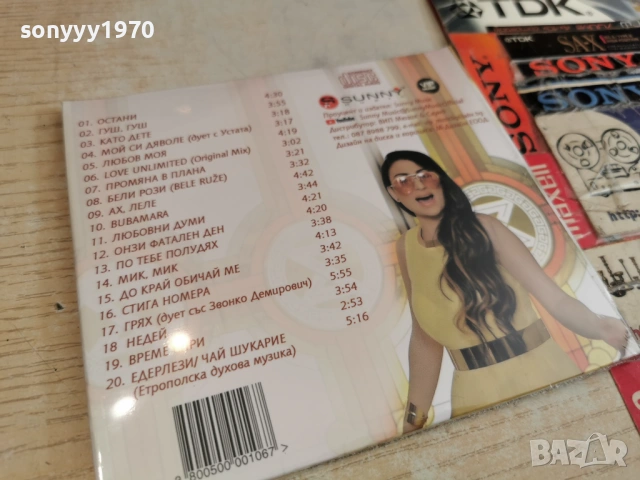 sonyyy1970
TDK
SONY
SANYO
maxell
SUNNY
01. ОСТАНИ 4:30
02. ГУШ, ГУШ 3:55
03. КАТО ДЕТЕ 3:18
04. МОЙ СИ ДЯВОЛЕ (дует с Устата) 3:17
05. ЛЮБОВ МОЯ 4:19
06. LOVE UNLIMITED (Original Mix) 3:02
07. ПРОМЯНА В ПЛАНА 3:21
08. БЕЛИ РОЗИ (BELE RUŽE) 3:32
09. АХ, ЛЕЛЕ 4:42
10. BUBAMARA 3:44
11. ЛЮБОВНИ ДУМИ 4:21
12. ОНЗИ ФАТАЛЕН ДЕН 4:20
13. ПО ТЕБЕ ПОЛУДЯХ 3:38
14. МИК, МИК 4:13
15. ДО КРАЙ ОБИЧАЙ МЕ 3:42
16. СТИГА НОМЕРА 3:35
17. ГРЯХ (дует със Звонко Демирович) 5:55
18 НЕДЕЙ 3:54
19. ВРЕМЕ 2:53
20. ЕДЕРЛЕЗИ/ ЧАЙ ШУКАРИЕ 5:16
(Етрополска духова музика)
800500 001067 >
bazar
БАЗАР